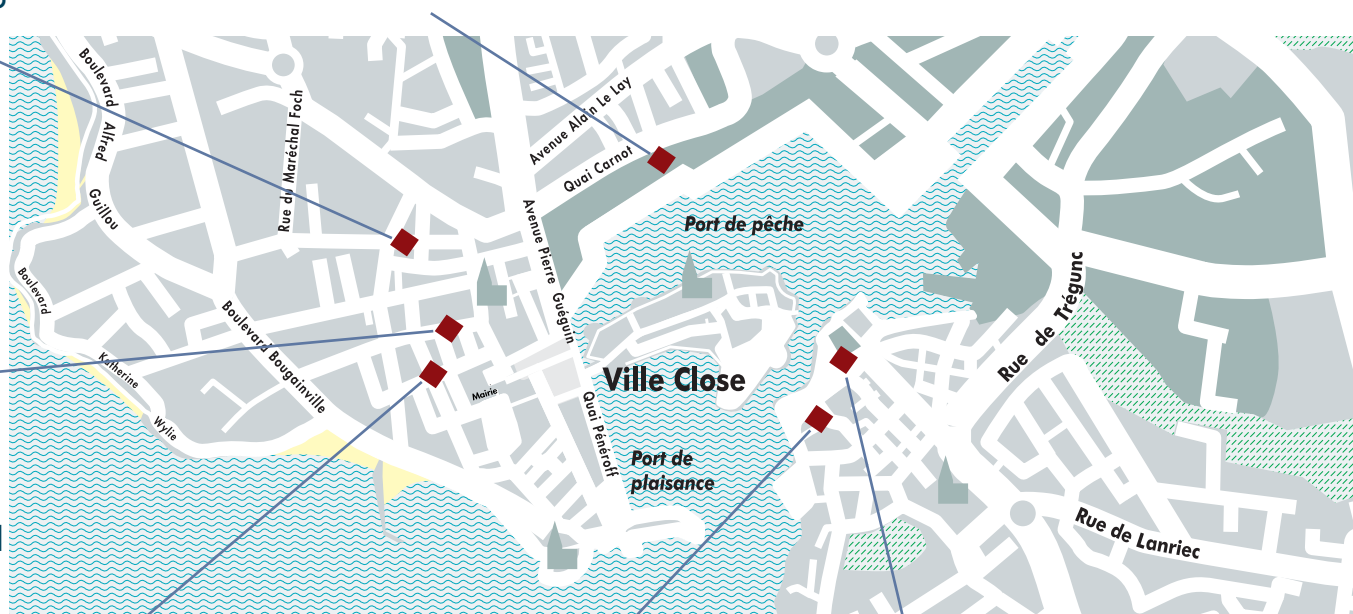 Boulevard
Alfred
Guillou
Rue du Maréchal Foch
Avenue Alain Le Lay
Quai Carnot
Avenue Pierre Guéguin
Port de pêche
Boulevard
Katherine
Wylie
Boulevard Bougainville
Mairie
Ville Close
Quai Pénéroff
Port de
plaisance
Rue de Trégunc
Rue de Lanriec